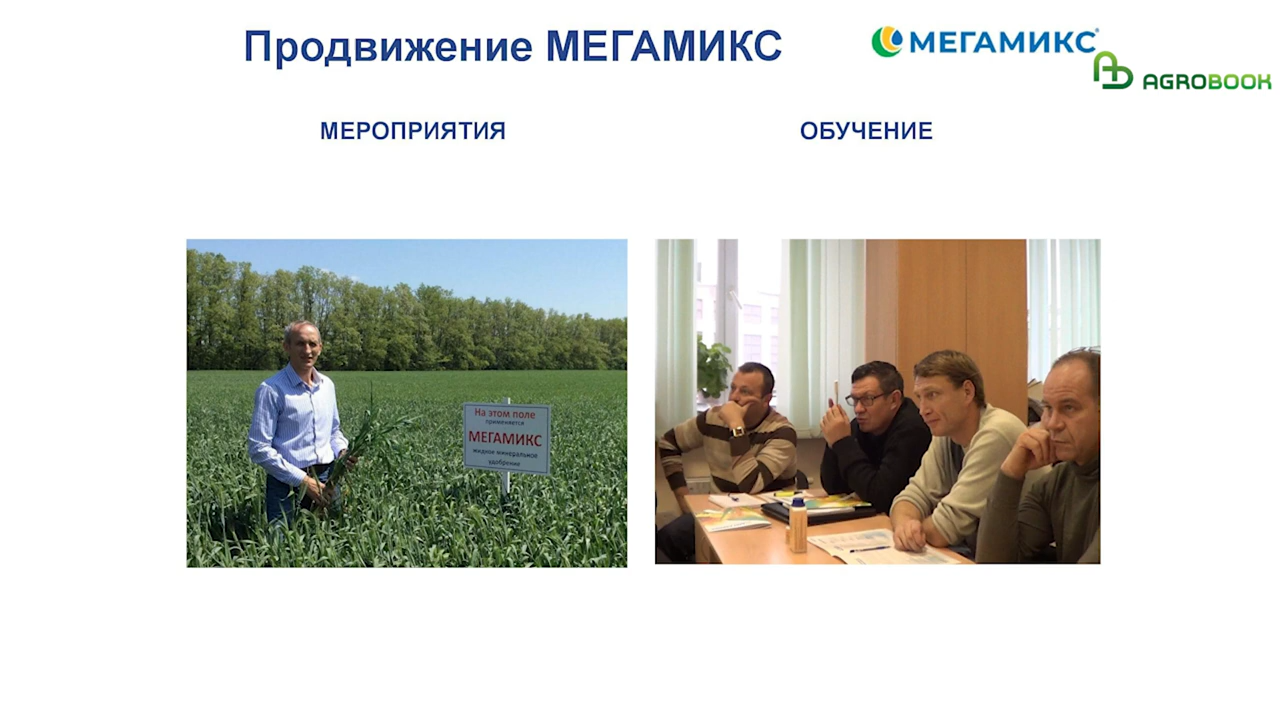 Продвижение МЕГАМИКС
МЕГАМИКС®
AGROBOOK
МЕРОПРИЯТИЯ
ОБУЧЕНИЕ
На этом поле
применяется
МЕГАМИКС
жидкое минеральное
удобрение